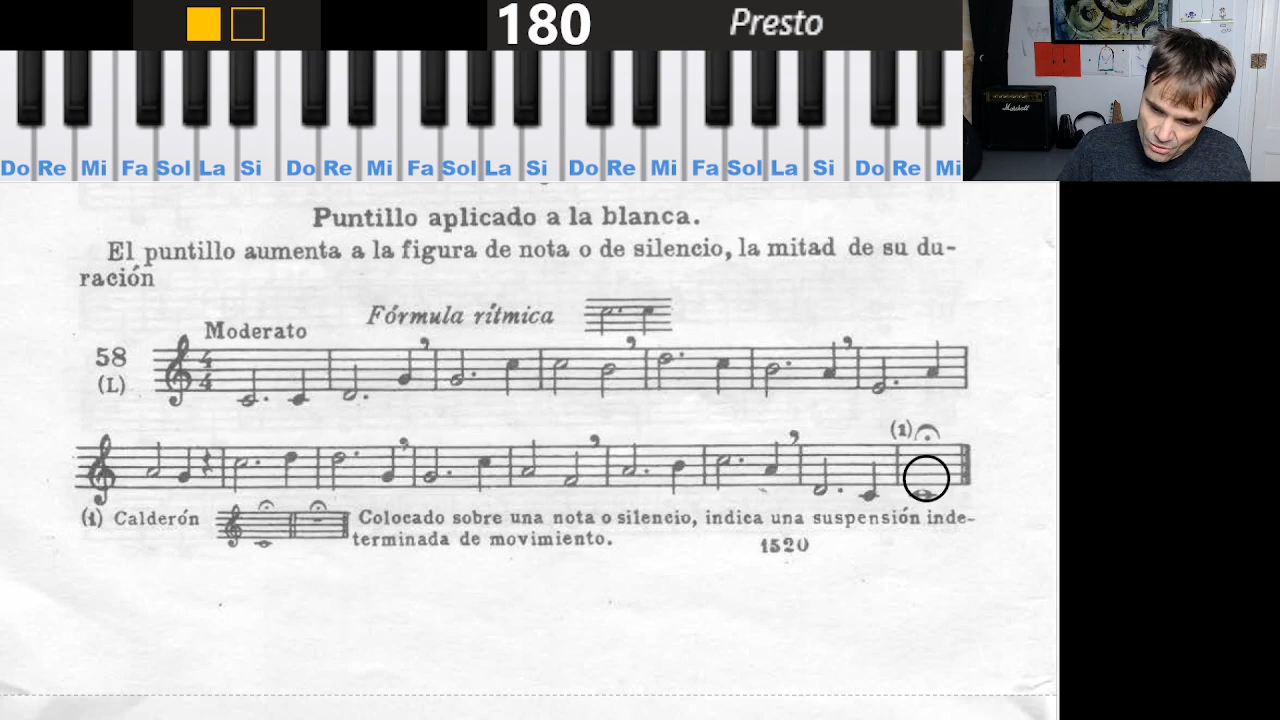 180 Presto
Marshall
Do Re Mi Fa Sol La Si Do Re Mi Fa Sol La Si Do Re Mi Fa Sol La Si Do Re Mi
Puntillo aplicado a la blanca.
El puntillo aumenta a la figura de nota o de silencio, la mitad de su du-
ración
Fórmula rítmica
Moderato
58
(L)
4
4
(1)
(1) Calderón Colocado sobre una nota o silencio, indica una suspensión inde-
terminada de movimiento.
1520